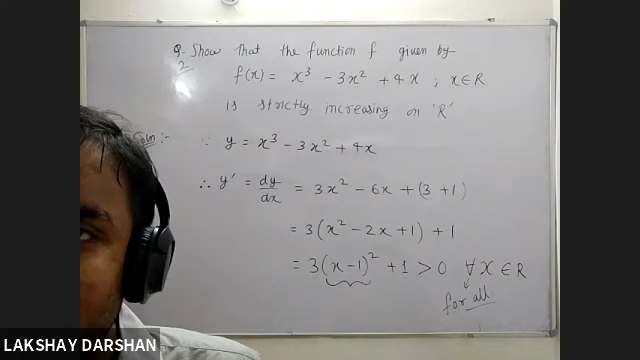 Q. Show that the function f given by
2
f(x) = x³ - 3x² + 4x ; x∈R
is strictly increasing on 'R'
Soln :- ∵ y = x³ - 3x² + 4x
∴ y' = dy/dx = 3x² - 6x + (3 + 1)
= 3(x² - 2x + 1) + 1
= 3(x - 1)² + 1 > 0 ∀ x ∈ R
for all
LAKSHAY DARSHAN